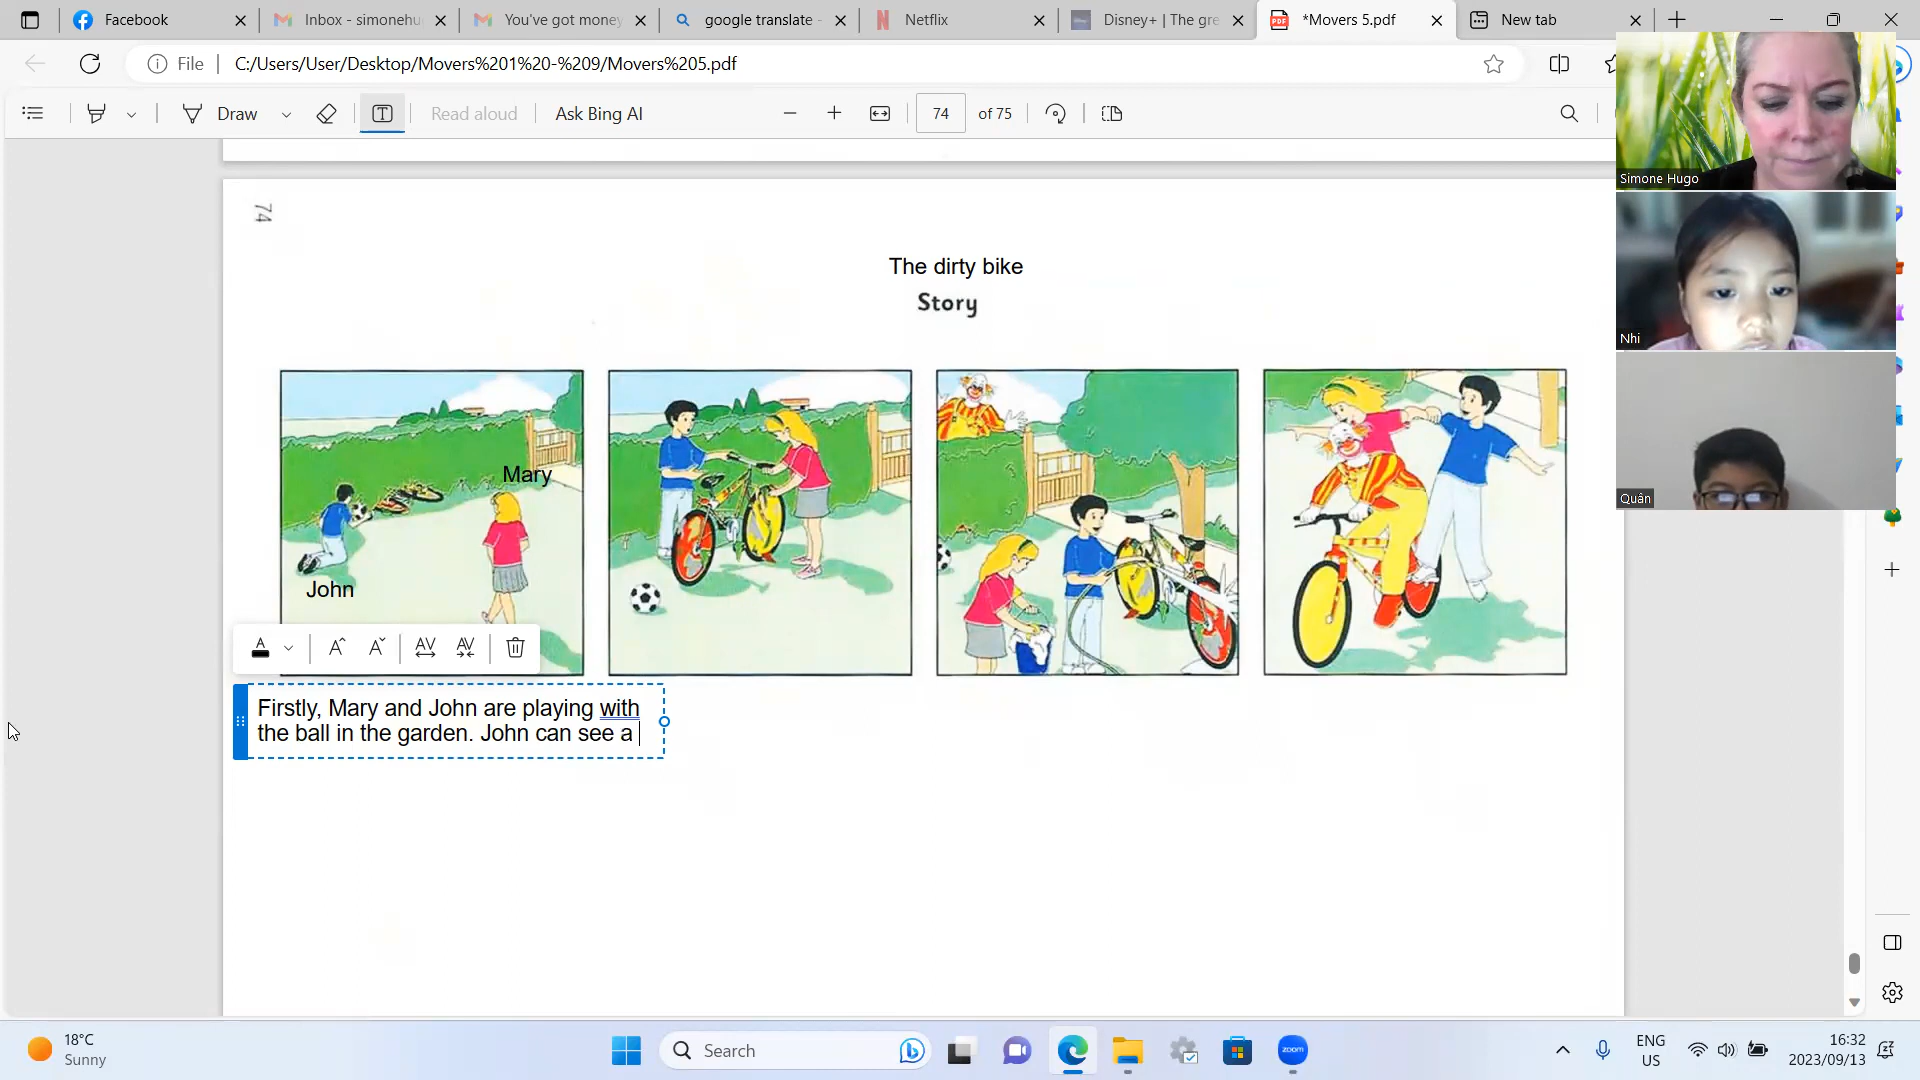 Facebook
Inbox - simonehu
You've got money
google translate -
Netflix
Disney+ | The gre
*Movers 5.pdf
New tab
File
C:/Users/User/Desktop/Movers%201%20-%209/Movers%205.pdf
Draw
Read aloud
Ask Bing AI
74
of 75
Simone Hugo
Nhi
Quân
74
The dirty bike
Story
Mary
John
Firstly, Mary and John are playing with
the ball in the garden. John can see a
18°C
Sunny
Search
zoom
ENG
US
16:32
2023/09/13